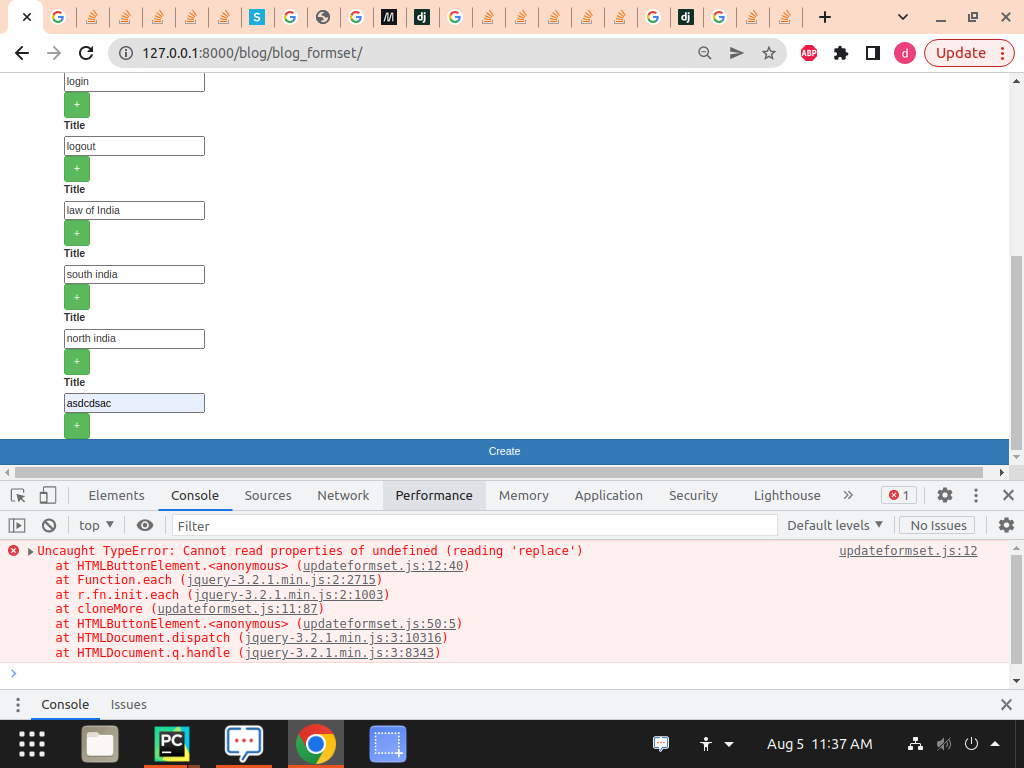 127.0.0.1:8000/blog/blog_formset/
ABP
d
Update
login
+
Title
logout
+
Title
law of India
+
Title
south india
+
Title
north india
+
Title
asdcdsac
+
Create
Elements Console Sources Network Performance Memory Application Security Lighthouse » 1
top Filter Default levels No Issues
Uncaught TypeError: Cannot read properties of undefined (reading 'replace') updateformset.js:12
at HTMLButtonElement.<anonymous> (updateformset.js:12:40)
at Function.each (jquery-3.2.1.min.js:2:2715)
at r.fn.init.each (jquery-3.2.1.min.js:2:1003)
at cloneMore (updateformset.js:11:87)
at HTMLButtonElement.<anonymous> (updateformset.js:50:5)
at HTMLDocument.dispatch (jquery-3.2.1.min.js:3:10316)
at HTMLDocument.q.handle (jquery-3.2.1.min.js:3:8343)
Console Issues
PC
Aug 5 11:37 AM